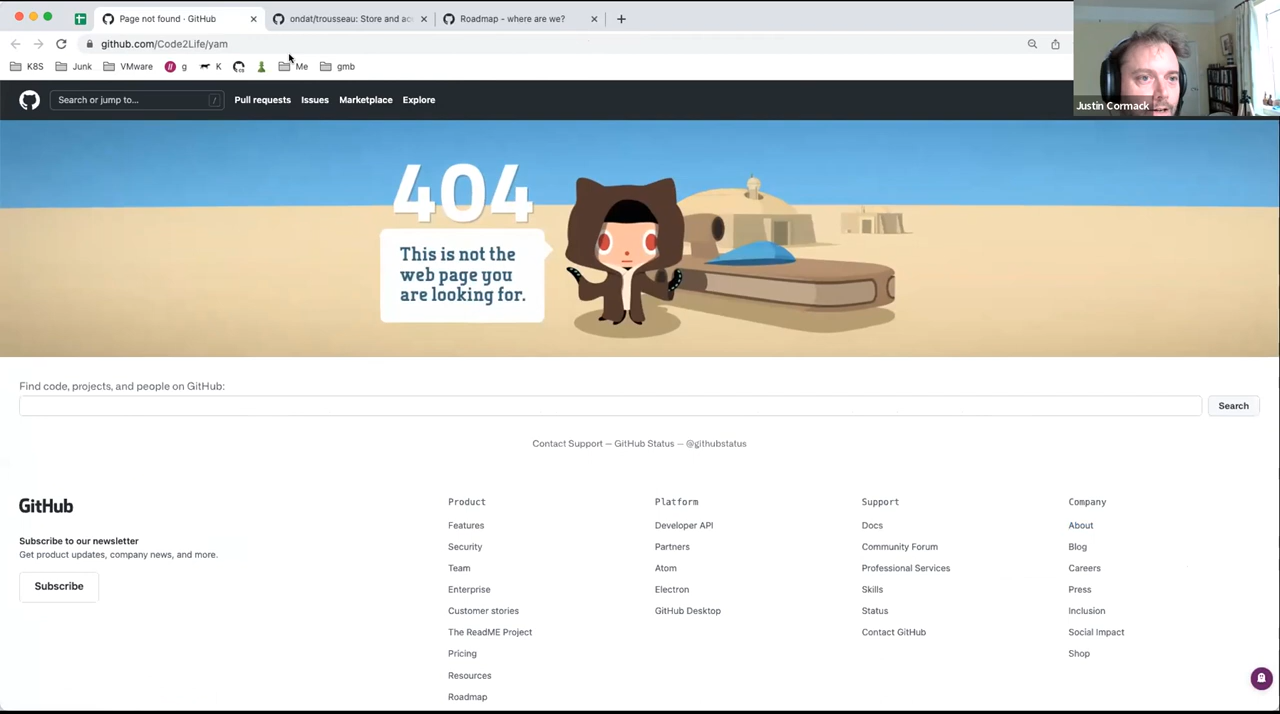 Page not found · GitHub
ondat/trousseau: Store and ac
Roadmap - where are we?
github.com/Code2Life/yam
K8S
Junk
VMware
g
K
Me
gmb
Justin Cormack
Search or jump to...
/
Pull requests
Issues
Marketplace
Explore
404
This is not the
web page you
are looking for.
Find code, projects, and people on GitHub:
Search
Contact Support — GitHub Status — @githubstatus
GitHub
Subscribe to our newsletter
Get product updates, company news, and more.
Subscribe
Product
Features
Security
Team
Enterprise
Customer stories
The ReadME Project
Pricing
Resources
Roadmap
Platform
Developer API
Partners
Atom
Electron
GitHub Desktop
Support
Docs
Community Forum
Professional Services
Skills
Status
Contact GitHub
Company
About
Blog
Careers
Press
Inclusion
Social Impact
Shop